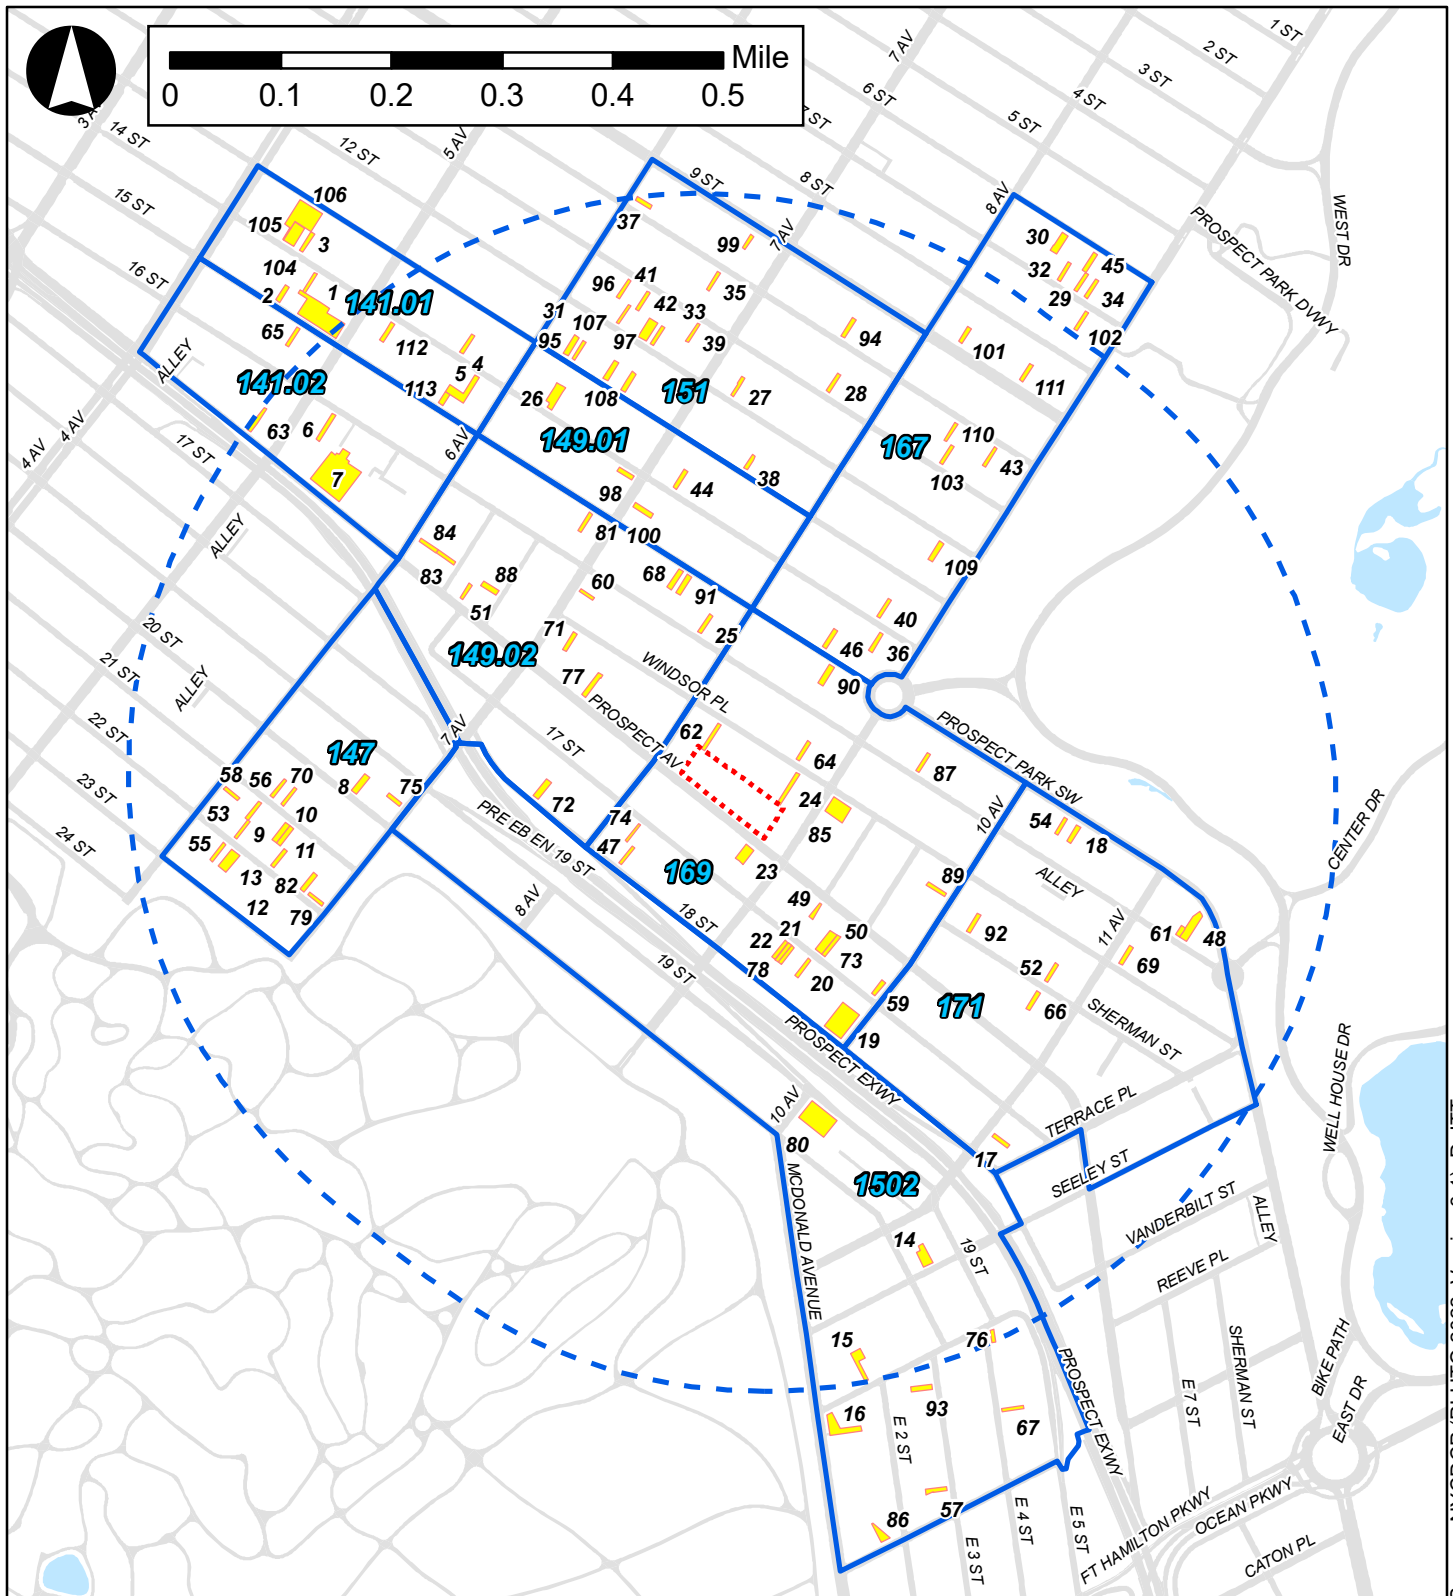 Mile
0 0.1 0.2 0.3 0.4 0.5
1 ST
2 ST
3 ST
4 ST
5 ST
6 ST
7 AV
7 ST
8 ST
9 ST
7 AV
8 AV
3 AV
14 ST
15 ST
16 ST
12 ST
5 AV
WEST DR
PROSPECT PARK DVWY
106
105
3
104
2
1
65
141.01
112
4
5
113
141.02
ALLEY
4 AV
4 AV
17 ST
63
6
7
6 AV
ALLEY
37
99
41
96
42
35
31
107
33
97
39
95
108
94
28
27
151
26
149.01
98
44
38
100
81
30
32
45
29
34
102
101
111
167
110
103
43
109
40
46
36
90
84
83
88
51
60
68
91
25
71
149.02
77
WINDSOR PL
PROSPECT AV
17 ST
62
64
24
87
85
PROSPECT PARK SW
10 AV
20 ST
21 ST
ALLEY
22 ST
23 ST
24 ST
7 AV
147
58
56
70
8
75
53
9
10
55
11
13
82
12
79
72
PRE EB EN 19 ST
74
47
169
23
18 ST
8 AV
19 ST
49
50
21
22
73
78
20
59
19
89
54
18
ALLEY
CENTER DR
92
11 AV
61
48
69
52
66
171
SHERMAN ST
PROSPECT EXWY
TERRACE PL
WELL HOUSE DR
17
SEELEY ST
VANDERBILT ST
ALLEY
REEVE PL
10 AV
80
1502
MCDONALD AVENUE
14
19 ST
15
76
16
93
67
PROSPECT EXWY
E 2 ST
E 7 ST
SHERMAN ST
BIKE PATH
EAST DR
57
86
E 3 ST
E 4 ST
E 5 ST
FT HAMILTON PKWY
OCEAN PKWY
CATON PL